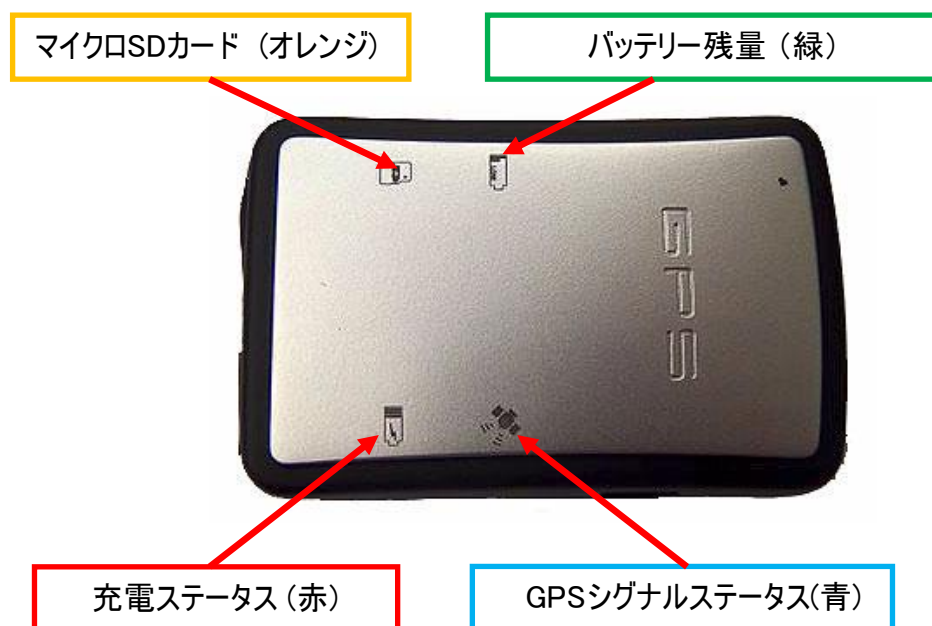 マイクロSDカード (オレンジ)
バッテリー残量 (緑)
GPS
充電ステータス (赤)
GPSシグナルステータス(青)